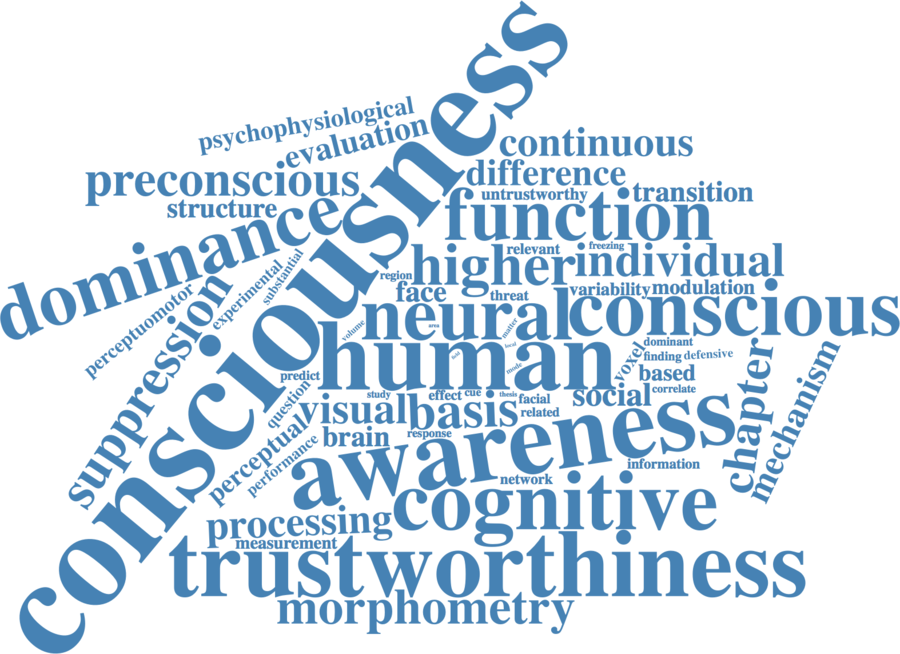 consciousness
psychophysiological
evaluation
continuous
preconscious
difference
untrustworthy
transition
structure
function
dominance
relevant
freezing
experimental
substantial
region
higher
individual
perceptuomotor
suppression
face
threat
variability
modulation
neural
conscious
volume
area
matter
human
bold
local
mode
voxel
dominant
finding
defensive
predict
based
correlate
question
study
effect
cue
thesis
facial
social
chapter
mechanism
visual
basis
related
perceptual
brain
response
awareness
performance
information
network
processing
cognitive
measurement
trustworthiness
morphometry